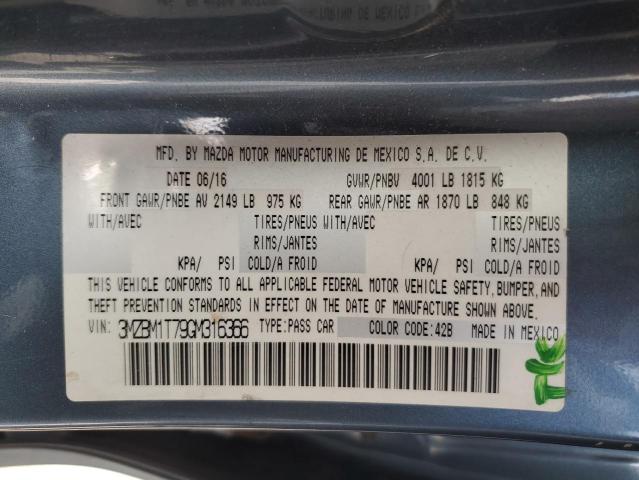 MFD. BY MAZDA MOTOR MANUFACTURING DE MEXICO S.A. DE C.V.
DATE 06/16 GVWR/PNBV 4001 LB 1815 KG
FRONT GAWR/PNBE AV 2149 LB 975 KG REAR GAWR/PNBE AR 1870 LB 848 KG
WITH/AVEC TIRES/PNEUS WITH/AVEC TIRES/PNEUS
RIMS/JANTES RIMS/JANTES
KPA/ PSI COLD/A FROID KPA/ PSI COLD/A FROID
THIS VEHICLE CONFORMS TO ALL APPLICABLE FEDERAL MOTOR VEHICLE SAFETY, BUMPER, AND
THEFT PREVENTION STANDARDS IN EFFECT ON THE DATE OF MANUFACTURE SHOWN ABOVE.
VIN: 3MZBM1T79GM316366 TYPE:PASS CAR COLOR CODE:42B MADE IN MEXICO